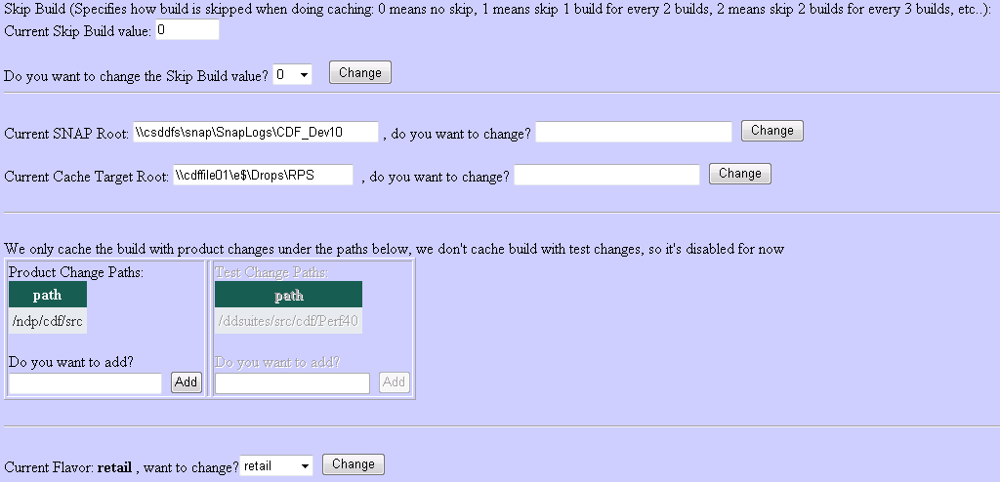 Skip Build (Specifies how build is skipped when doing caching: 0 means no skip, 1 means skip 1 build for every 2 builds, 2 means skip 2 builds for every 3 builds, etc..):
Current Skip Build value: 0
Do you want to change the Skip Build value? 0 Change
Current SNAP Root: \\csddfs\snap\SnapLogs\CDF_Dev10 , do you want to change? Change
Current Cache Target Root: \\cdffile01\e$\Drops\RPS , do you want to change? Change
We only cache the build with product changes under the paths below, we don't cache build with test changes, so it's disabled for now
Product Change Paths:
path
/ndp/cdf/src
Do you want to add?
Add
Test Change Paths:
path
/ddsuites/src/cdf/Perf40
Do you want to add?
Add
Current Flavor: retail , want to change? retail Change